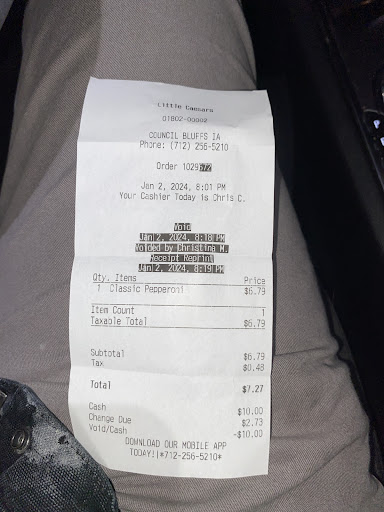 Little Caesars
01802-00002
COUNCIL BLUFFS IA
Phone: (712) 256-5210
Order 1029672
Jan 2, 2024, 8:01 PM
Your Cashier Today is Chris C.
Void
Jan 2, 2024, 8:18 PM
Voided by Christina M.
Receipt Reprint
Jan 2, 2024, 8:19 PM
Qty. Items Price
1 Classic Pepperoni $6.79
Item Count 1
Taxable Total $6.79
Subtotal $6.79
Tax $0.48
Total $7.27
Cash $10.00
Change Due $2.73
Void/Cash -$10.00
DOWNLOAD OUR MOBILE APP
TODAY!!*712-256-5210*